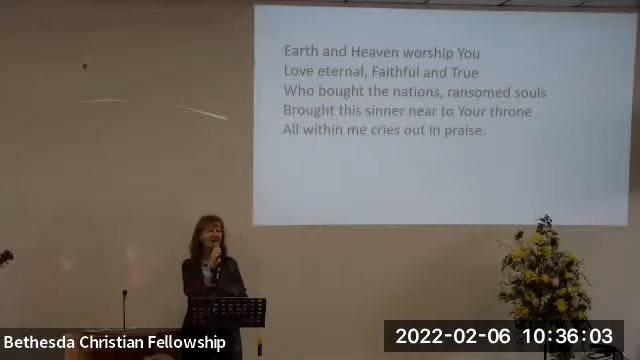 Earth and Heaven worship You
Love eternal, Faithful and True
Who bought the nations, ransomed souls
Brought this sinner near to Your throne
All within me cries out in praise.
Bethesda Christian Fellowship
2022-02-06 10:36:03